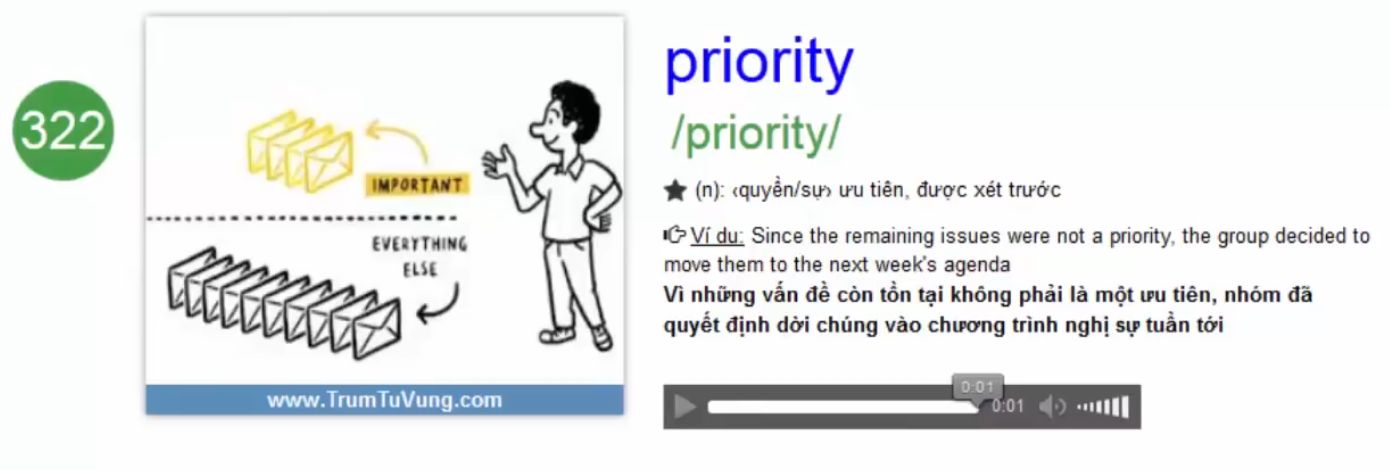 322
IMPORTANT
EVERYTHING
ELSE
www.TrumTuVung.com
priority
/priority/
(n): ‹quyền/sự› ưu tiên, được xét trước
Ví du: Since the remaining issues were not a priority, the group decided to
move them to the next week's agenda
Vì những vấn đề còn tồn tại không phải là một ưu tiên, nhóm đã
quyết định dời chúng vào chương trình nghị sự tuần tới
0:01
0:01